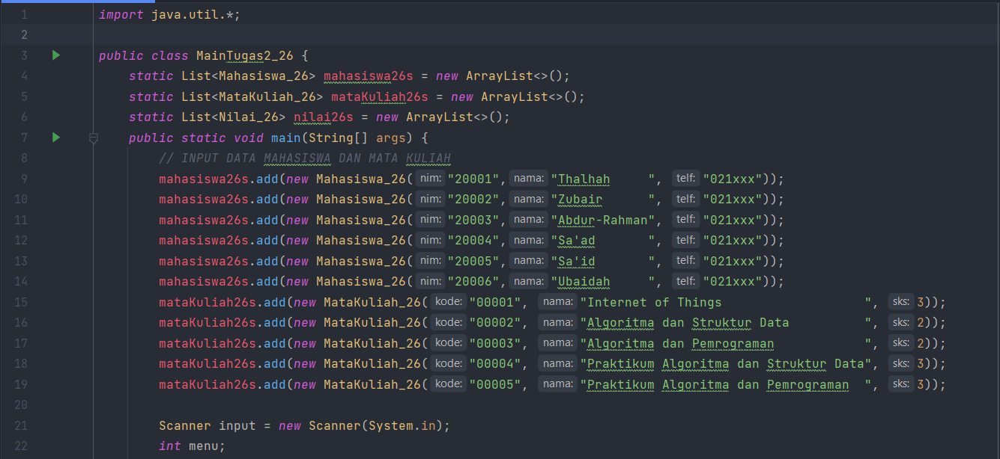 1 import java.util.*;
2
3 public class MainTugas2_26 {
4 static List<Mahasiswa_26> mahasiswa26s = new ArrayList<>();
5 static List<MataKuliah_26> mataKuliah26s = new ArrayList<>();
6 static List<Nilai_26> nilai26s = new ArrayList<>();
7 public static void main(String[] args) {
8 // INPUT DATA MAHASISWA DAN MATA KULIAH
9 mahasiswa26s.add(new Mahasiswa_26( nim: "20001", nama: "Thalhah     ", telf: "021xxx"));
10 mahasiswa26s.add(new Mahasiswa_26( nim: "20002", nama: "Zubair      ", telf: "021xxx"));
11 mahasiswa26s.add(new Mahasiswa_26( nim: "20003", nama: "Abdur-Rahman", telf: "021xxx"));
12 mahasiswa26s.add(new Mahasiswa_26( nim: "20004", nama: "Sa'ad       ", telf: "021xxx"));
13 mahasiswa26s.add(new Mahasiswa_26( nim: "20005", nama: "Sa'id       ", telf: "021xxx"));
14 mahasiswa26s.add(new Mahasiswa_26( nim: "20006", nama: "Ubaidah     ", telf: "021xxx"));
15 mataKuliah26s.add(new MataKuliah_26( kode: "00001", nama: "Internet of Things                   ", sks: 3));
16 mataKuliah26s.add(new MataKuliah_26( kode: "00002", nama: "Algoritma dan Struktur Data          ", sks: 2));
17 mataKuliah26s.add(new MataKuliah_26( kode: "00003", nama: "Algoritma dan Pemrograman            ", sks: 2));
18 mataKuliah26s.add(new MataKuliah_26( kode: "00004", nama: "Praktikum Algoritma dan Struktur Data", sks: 3));
19 mataKuliah26s.add(new MataKuliah_26( kode: "00005", nama: "Praktikum Algoritma dan Pemrograman  ", sks: 3));
20
21 Scanner input = new Scanner(System.in);
22 int menu;